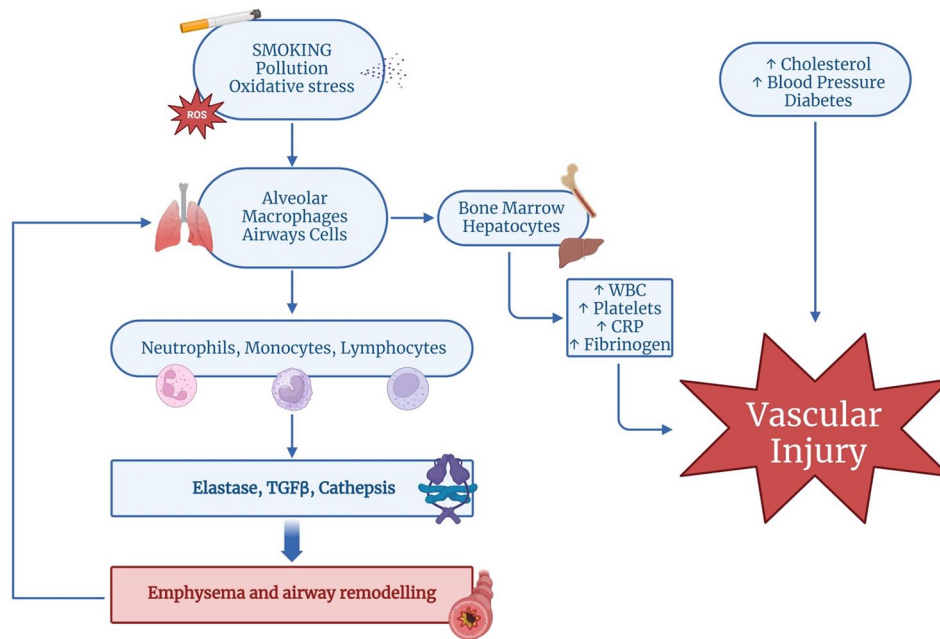 SMOKING
Pollution
Oxidative stress
ROS
↑ Cholesterol
↑ Blood Pressure
Diabetes
Alveolar
Macrophages
Airways Cells
Bone Marrow
Hepatocytes
↑ WBC
↑ Platelets
↑ CRP
↑ Fibrinogen
Neutrophils, Monocytes, Lymphocytes
Vascular
Injury
Elastase, TGFβ, Cathepsis
Emphysema and airway remodelling